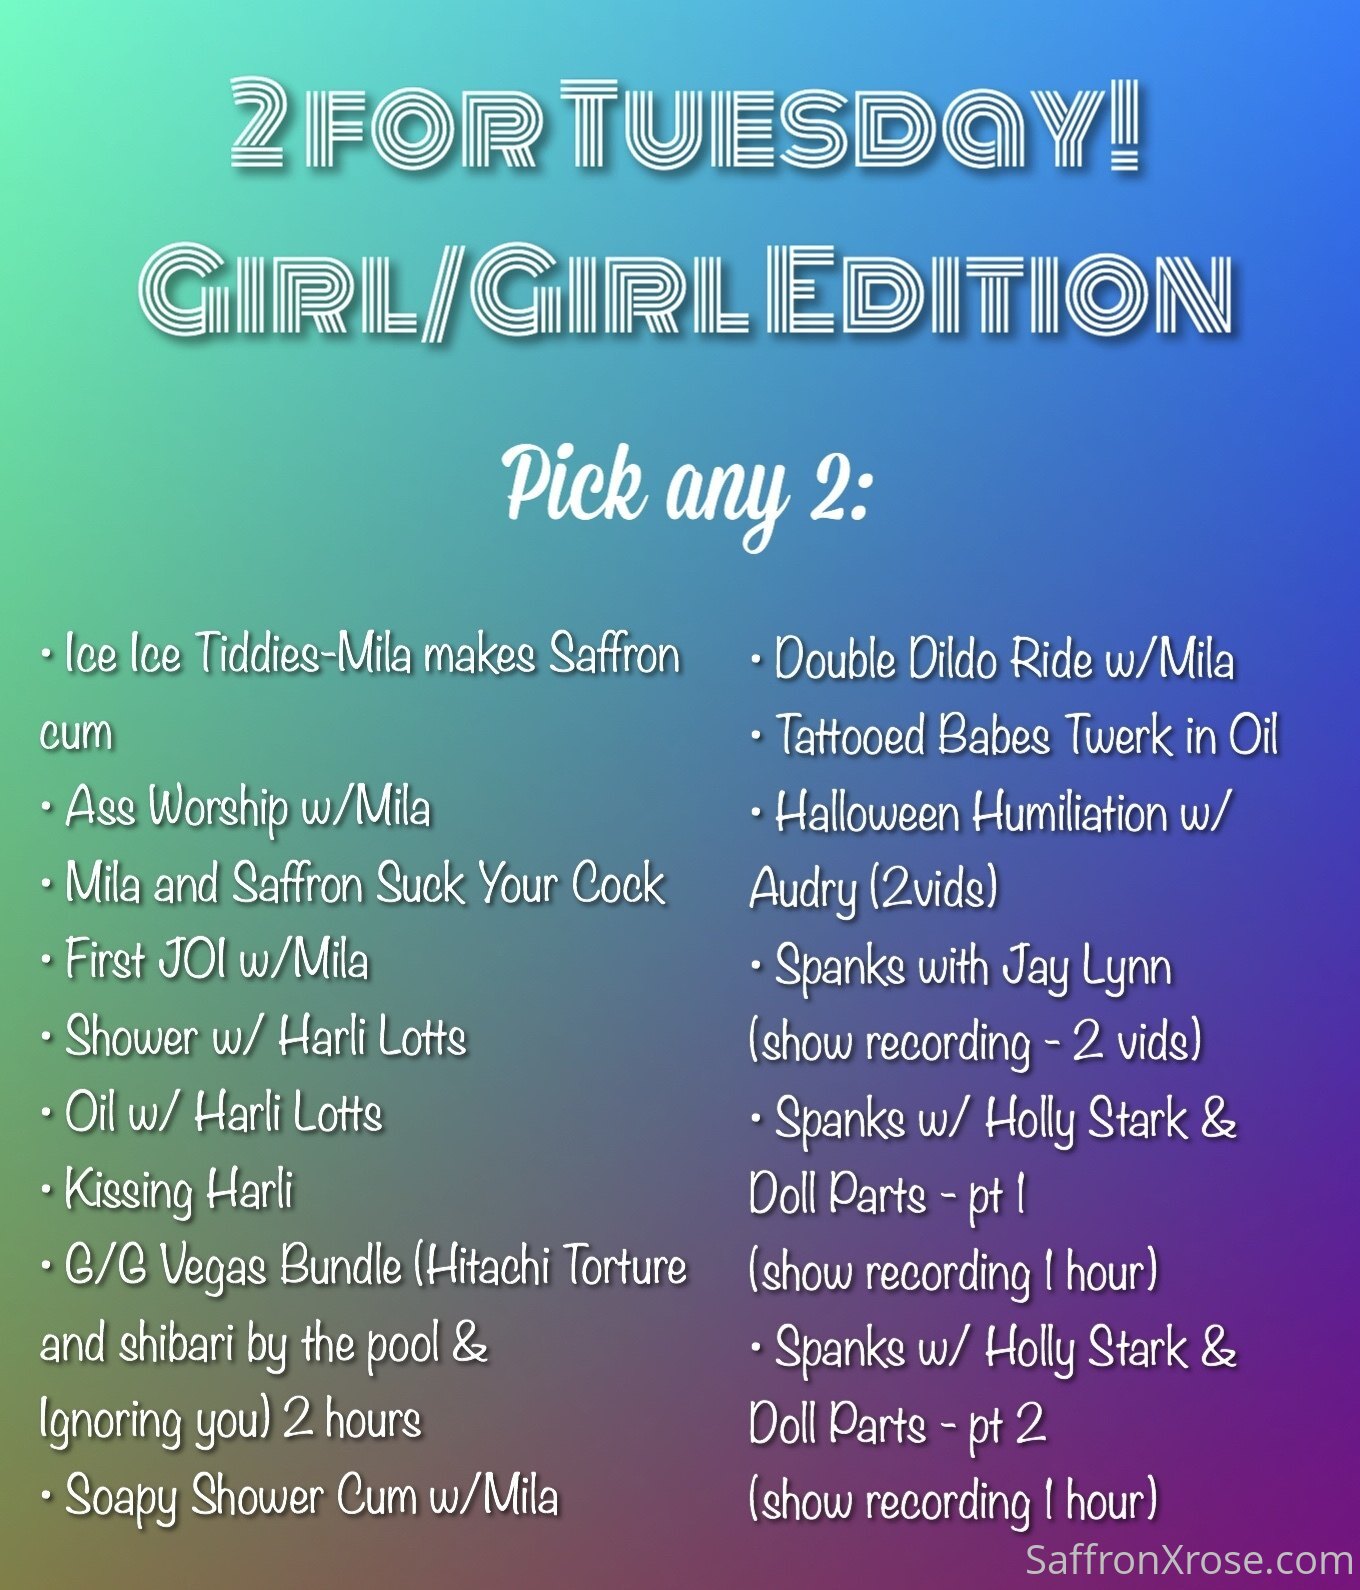 2 for Tuesday!
Girl/Girl Edition
Pick any 2:
• Ice Ice Tiddies-Mila makes Saffron
cum
• Ass Worship w/Mila
• Mila and Saffron Suck Your Cock
• First JOI w/Mila
• Shower w/ Harli Lotts
• Oil w/ Harli Lotts
• Kissing Harli
• G/G Vegas Bundle (Hitachi Torture
and shibari by the pool &
Ignoring you) 2 hours
• Soapy Shower Cum w/Mila
• Double Dildo Ride w/Mila
• Tattooed Babes Twerk in Oil
• Halloween Humiliation w/
Audry (2vids)
• Spanks with Jay Lynn
(show recording - 2 vids)
• Spanks w/ Holly Stark &
Doll Parts - pt 1
(show recording 1 hour)
• Spanks w/ Holly Stark &
Doll Parts - pt 2
(show recording 1 hour)
SaffronXrose.com